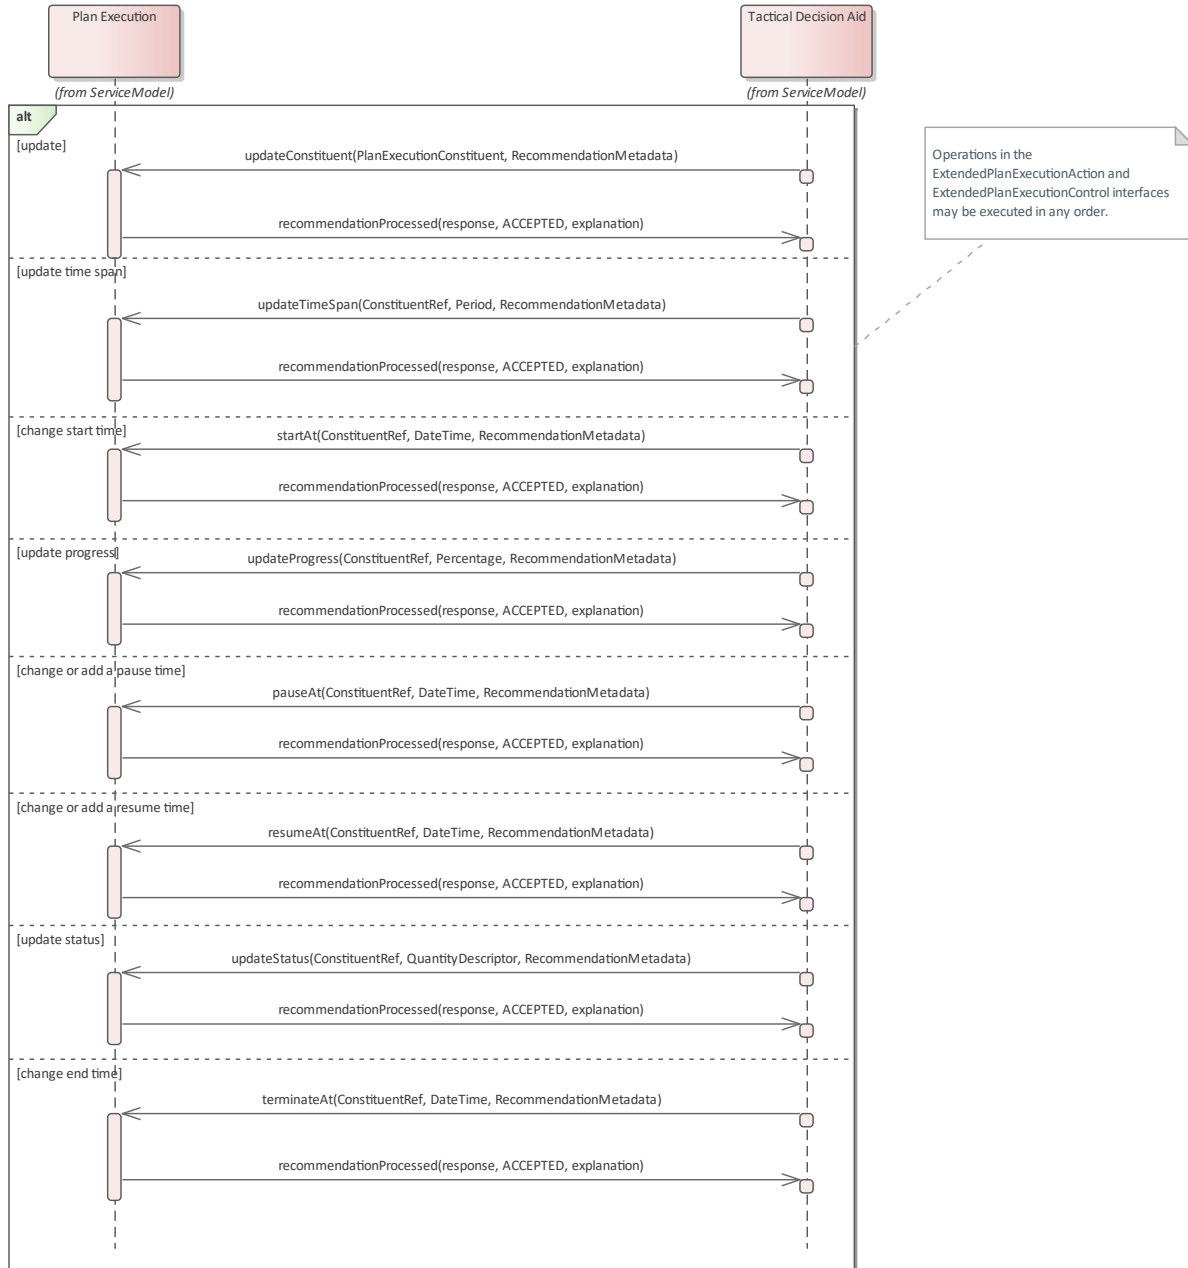 Plan Execution
Tactical Decision Aid
(from ServiceModel)
(from ServiceModel)
alt
[update]
updateConstituent(PlanExecutionConstituent, RecommendationMetadata)
recommendationProcessed(response, ACCEPTED, explanation)
Operations in the
ExtendedPlanExecutionAction and
ExtendedPlanExecutionControl interfaces
may be executed in any order.
[update time span]
updateTimeSpan(ConstituentRef, Period, RecommendationMetadata)
recommendationProcessed(response, ACCEPTED, explanation)
[change start time]
startAt(ConstituentRef, DateTime, RecommendationMetadata)
recommendationProcessed(response, ACCEPTED, explanation)
[update progress]
updateProgress(ConstituentRef, Percentage, RecommendationMetadata)
recommendationProcessed(response, ACCEPTED, explanation)
[change or add a pause time]
pauseAt(ConstituentRef, DateTime, RecommendationMetadata)
recommendationProcessed(response, ACCEPTED, explanation)
[change or add a resume time]
resumeAt(ConstituentRef, DateTime, RecommendationMetadata)
recommendationProcessed(response, ACCEPTED, explanation)
[update status]
updateStatus(ConstituentRef, QuantityDescriptor, RecommendationMetadata)
recommendationProcessed(response, ACCEPTED, explanation)
[change end time]
terminateAt(ConstituentRef, DateTime, RecommendationMetadata)
recommendationProcessed(response, ACCEPTED, explanation)